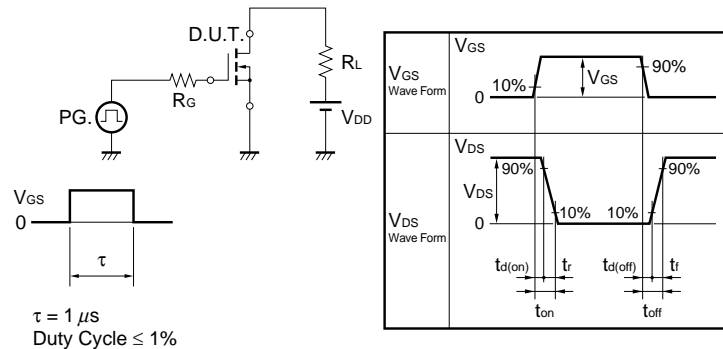 D.U.T.
RL
RG
PG.
VDD
VGS
0
τ
τ = 1 μs
Duty Cycle ≤ 1%
VGS
Wave Form
VGS
10%
0
VGS
90%
VDS
Wave Form
VDS
90%
VDS
0
10%
10%
90%
td(on)
tr
td(off)
tf
ton
toff